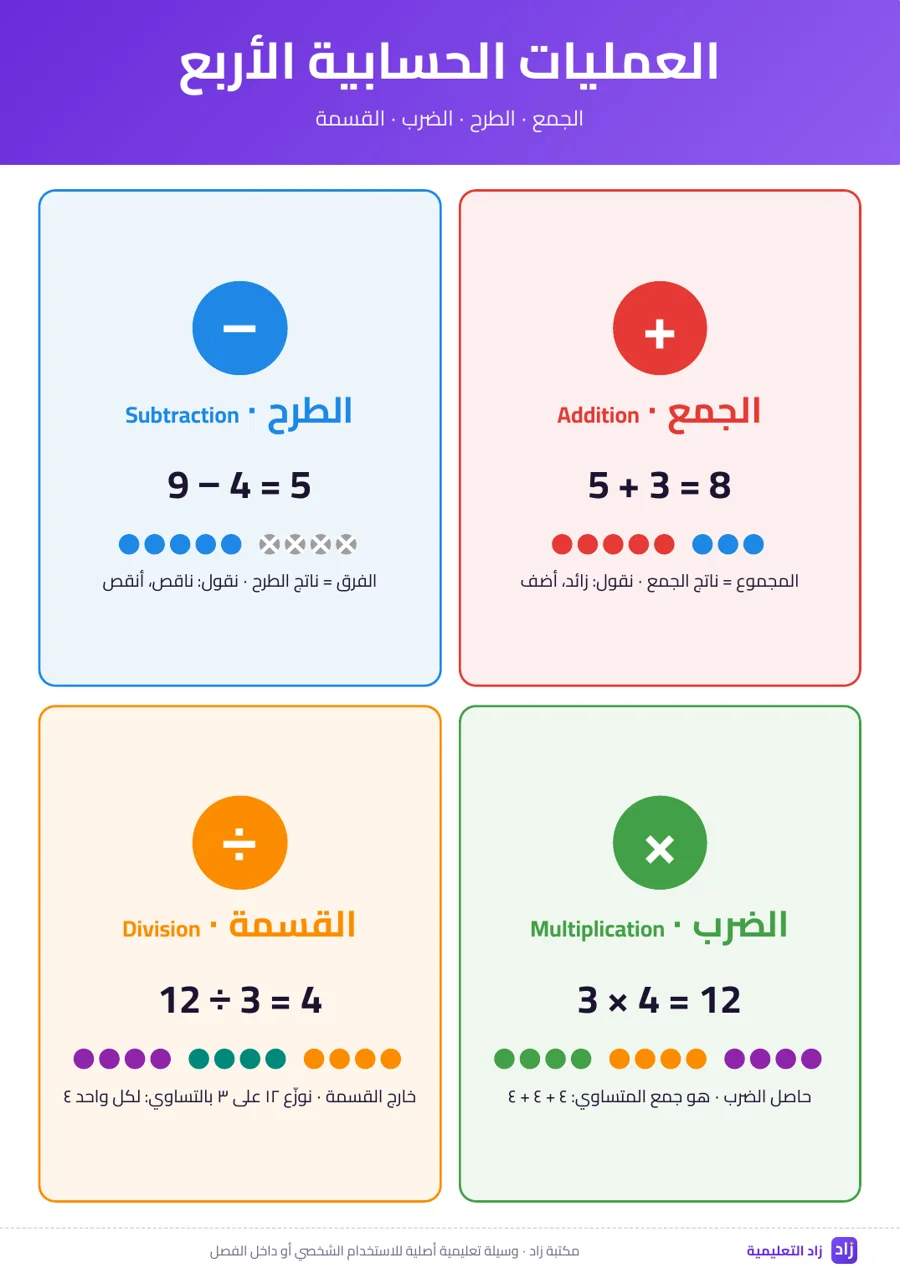 العمليات الحسابية الأربع
الجمع · الطرح · الضرب · القسمة
+
الجمع · Addition
5 + 3 = 8
المجموع = ناتج الجمع · نقول: زائد، أضف
−
الطرح · Subtraction
9 − 4 = 5
الفرق = ناتج الطرح · نقول: ناقص، أنقص
×
الضرب · Multiplication
3 × 4 = 12
حاصل الضرب · هو جمع المتساوي: ٤ + ٤ + ٤
÷
القسمة · Division
12 ÷ 3 = 4
خارج القسمة · نوزّع ١٢ على ٣ بالتساوي: لكل واحد ٤
زاد زاد التعليمية
مكتبة زاد · وسيلة تعليمية أصلية للاستخدام الشخصي أو داخل الفصل